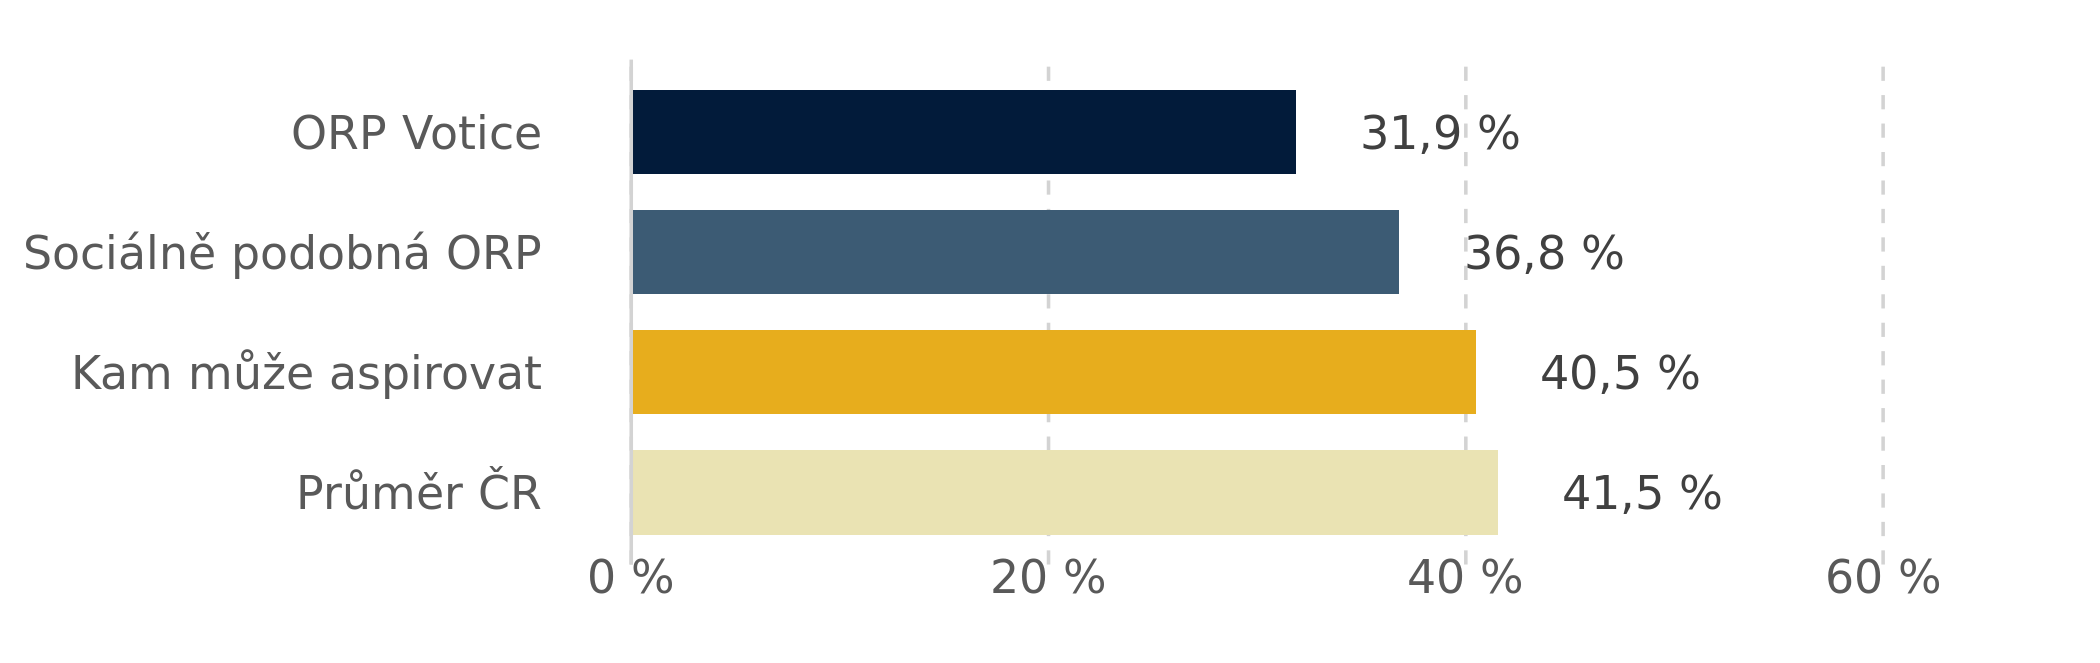 ORP Votice 31,9 %
Sociálně podobná ORP 36,8 %
Kam může aspirovat 40,5 %
Průměr ČR 41,5 %
0 % 20 % 40 % 60 %